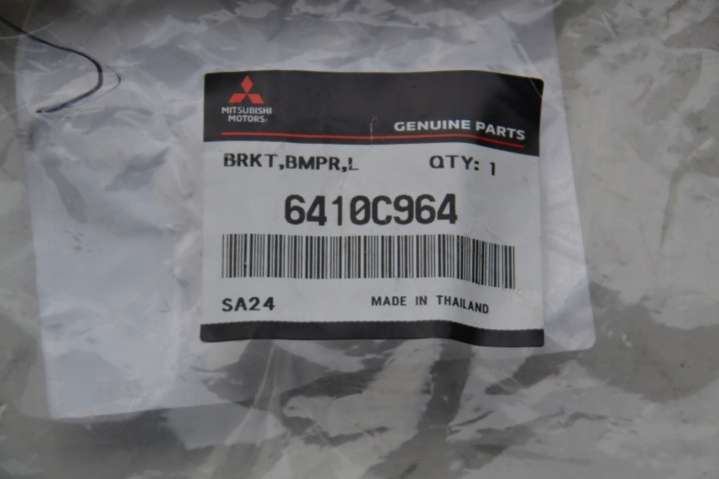 MITSUBISHI
MOTORS
GENUINE PARTS
BRKT,BMPR,L QTY: 1
6410C964
SA24 MADE IN THAILAND